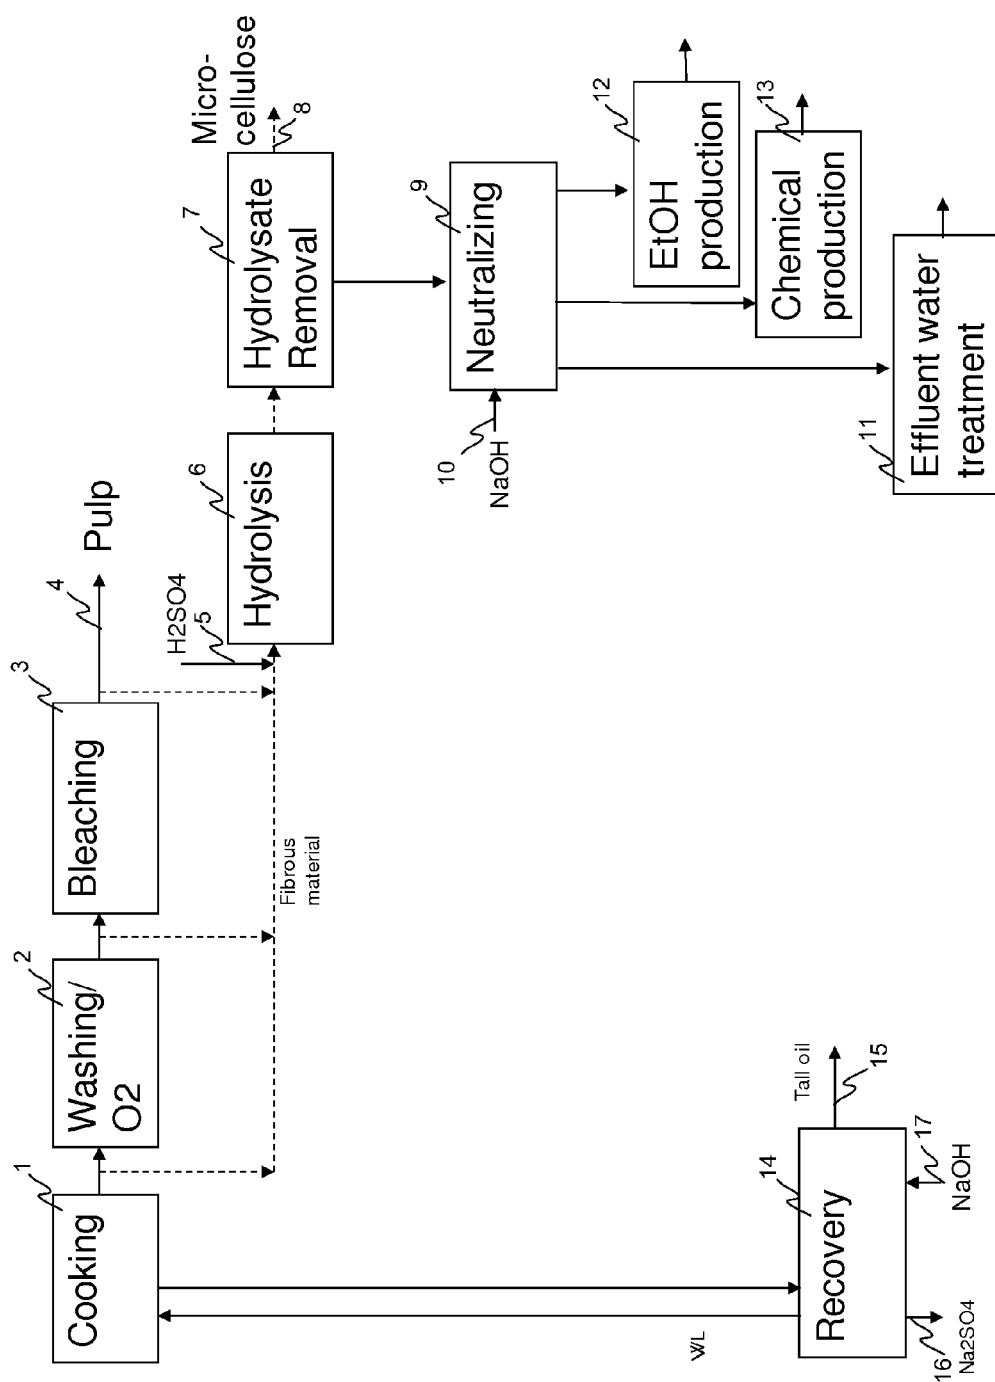 1
Cooking
2
Washing/
O2
3
Bleaching
4
Pulp
Fibrous
material
H2SO4
5
6
Hydrolysis
7
Hydrolysate
Removal
Micro-
cellulose
8
9
Neutralizing
10
NaOH
12
EtOH
production
13
Chemical
production
11
Effluent water
treatment
WL
14
Recovery
Tall oil
15
16
Na2SO4
17
NaOH